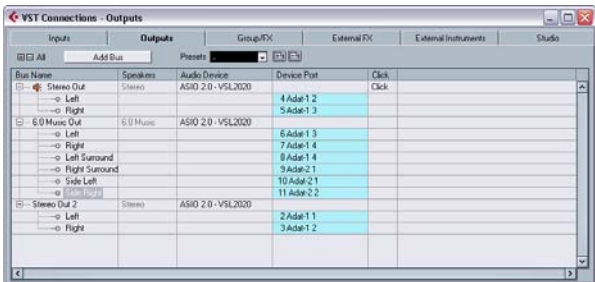 VST Connections - Outputs
Inputs Outputs Group/FX External FX External Instruments Studio
All Add Bus Presets -
Bus Name Speakers Audio Device Device Port Click
Stereo Out Stereo ASIO 2.0 - VSL2020 Click
Left 4 Adat-1 2
Right 5 Adat-1 3
6.0 Music Out 6.0 Music ASIO 2.0 - VSL2020
Left 6 Adat-1 3
Right 7 Adat-1 4
Left Surround 8 Adat-1 4
Right Surround 9 Adat-2 1
Side Left 10 Adat-2 1
Side Right 11 Adat-2 2
Stereo Out 2 Stereo ASIO 2.0 - VSL2020
Left 2 Adat-1 1
Right 3 Adat-1 2